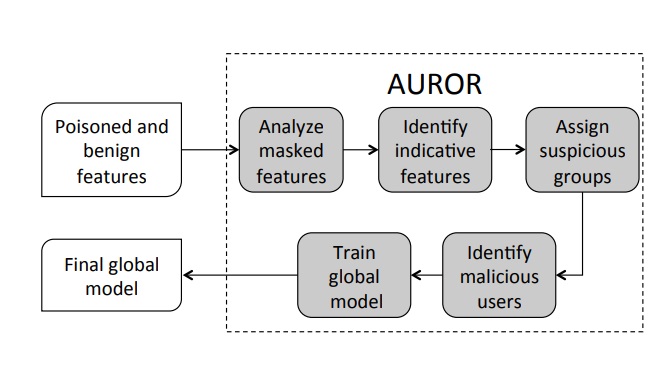 AUROR
Poisoned and
benign
features
Analyze
masked
features
Identify
indicative
features
Assign
suspicious
groups
Identify
malicious
users
Train
global
model
Final global
model